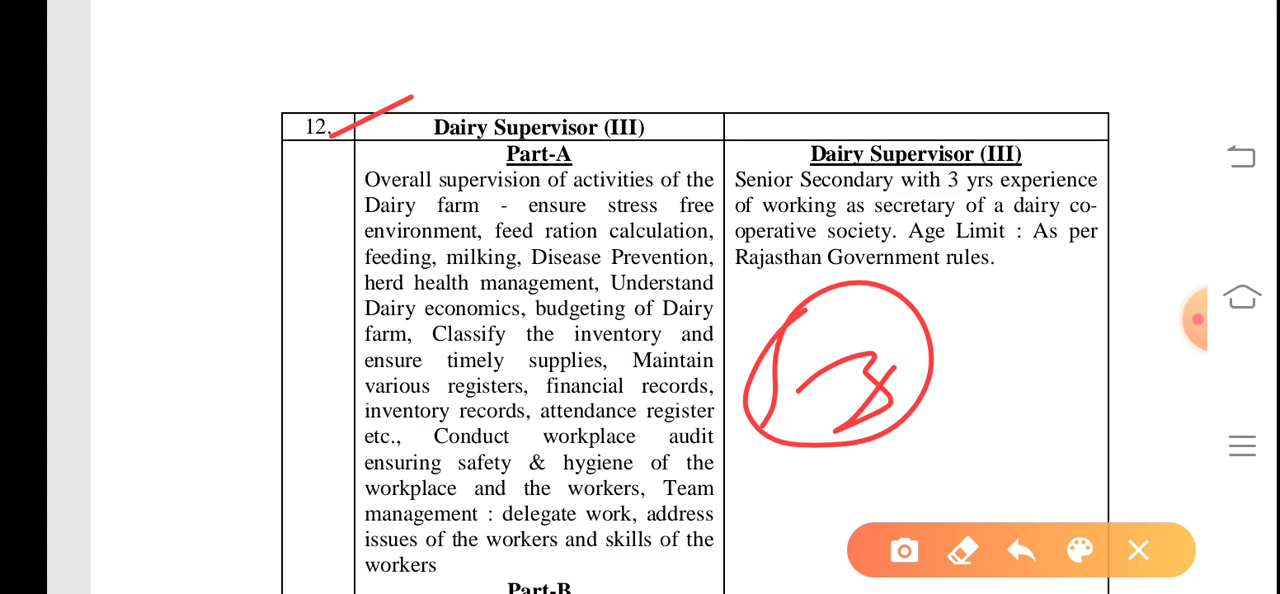 12. Dairy Supervisor (III)
Part-A
Overall supervision of activities of the
Dairy farm - ensure stress free
environment, feed ration calculation,
feeding, milking, Disease Prevention,
herd health management, Understand
Dairy economics, budgeting of Dairy
farm, Classify the inventory and
ensure timely supplies, Maintain
various registers, financial records,
inventory records, attendance register
etc., Conduct workplace audit
ensuring safety & hygiene of the
workplace and the workers, Team
management : delegate work, address
issues of the workers and skills of the
workers
Part-B
Dairy Supervisor (III)
Senior Secondary with 3 yrs experience
of working as secretary of a dairy co-
operative society. Age Limit : As per
Rajasthan Government rules.